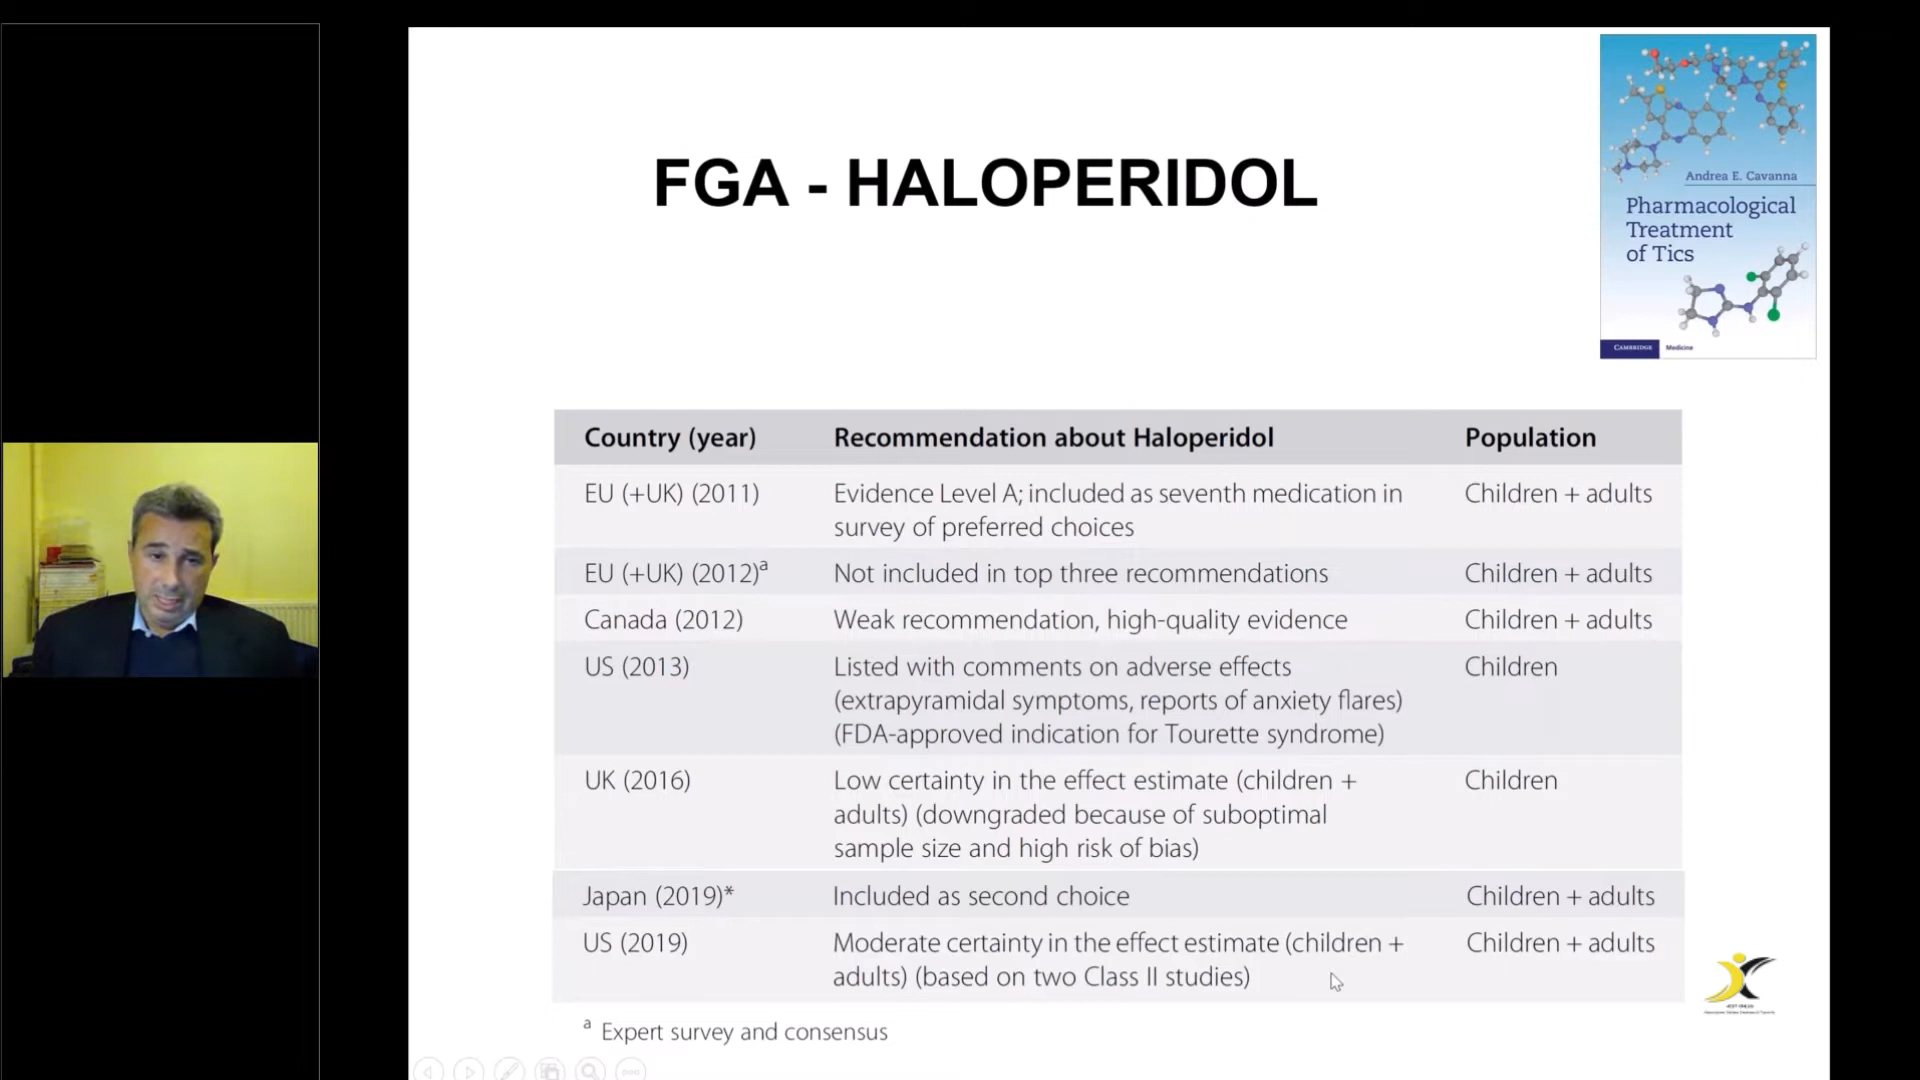 FGA - HALOPERIDOL
Andrea E. Cavanna
Pharmacological
Treatment
of Tics
CAMBRIDGE Medicine
Country (year) Recommendation about Haloperidol Population
EU (+UK) (2011) Evidence Level A; included as seventh medication in Children + adults
survey of preferred choices
EU (+UK) (2012)ᵃ Not included in top three recommendations Children + adults
Canada (2012) Weak recommendation, high-quality evidence Children + adults
US (2013) Listed with comments on adverse effects Children
(extrapyramidal symptoms, reports of anxiety flares)
(FDA-approved indication for Tourette syndrome)
UK (2016) Low certainty in the effect estimate (children + Children
adults) (downgraded because of suboptimal
sample size and high risk of bias)
Japan (2019)* Included as second choice Children + adults
US (2019) Moderate certainty in the effect estimate (children + Children + adults
adults) (based on two Class II studies)
ᵃ Expert survey and consensus